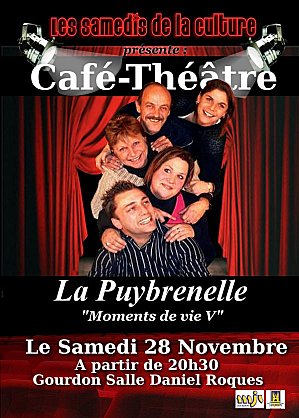 Les samedis de la culture
présente :
Café-Théâtre
La Puybrenelle
"Moments de vie V"
Le Samedi 28 Novembre
A partir de 20h30
Gourdon Salle Daniel Roques